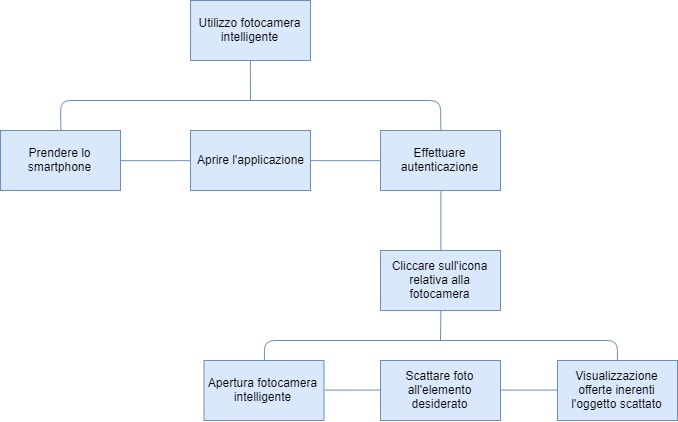 Utilizzo fotocamera
intelligente
Prendere lo
smartphone
Aprire l'applicazione
Effettuare
autenticazione
Cliccare sull'icona
relativa alla
fotocamera
Apertura fotocamera
intelligente
Scattare foto
all'elemento
desiderato
Visualizzazione
offerte inerenti
l'oggetto scattato